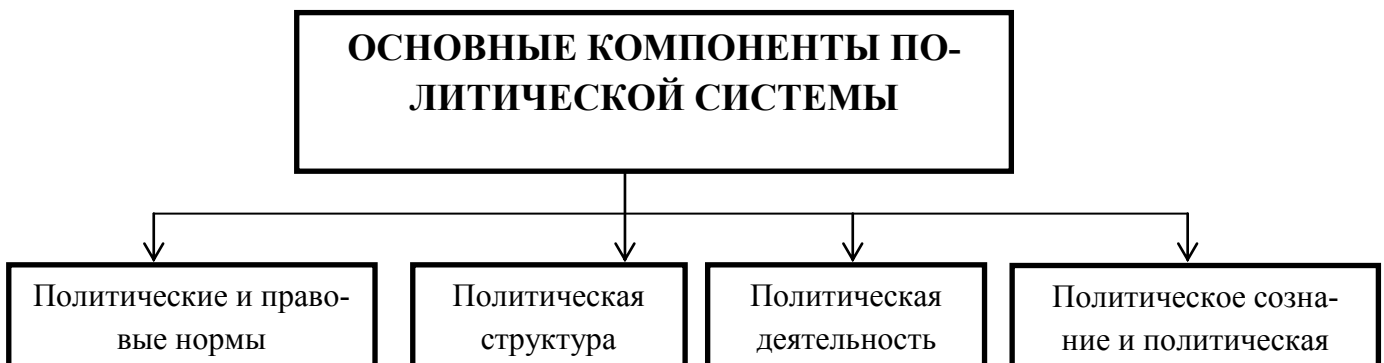 ОСНОВНЫЕ КОМПОНЕНТЫ ПО-
ЛИТИЧЕСКОЙ СИСТЕМЫ
Политические и право-
вые нормы
Политическая
структура
Политическая
деятельность
Политическое созна-
ние и политическая